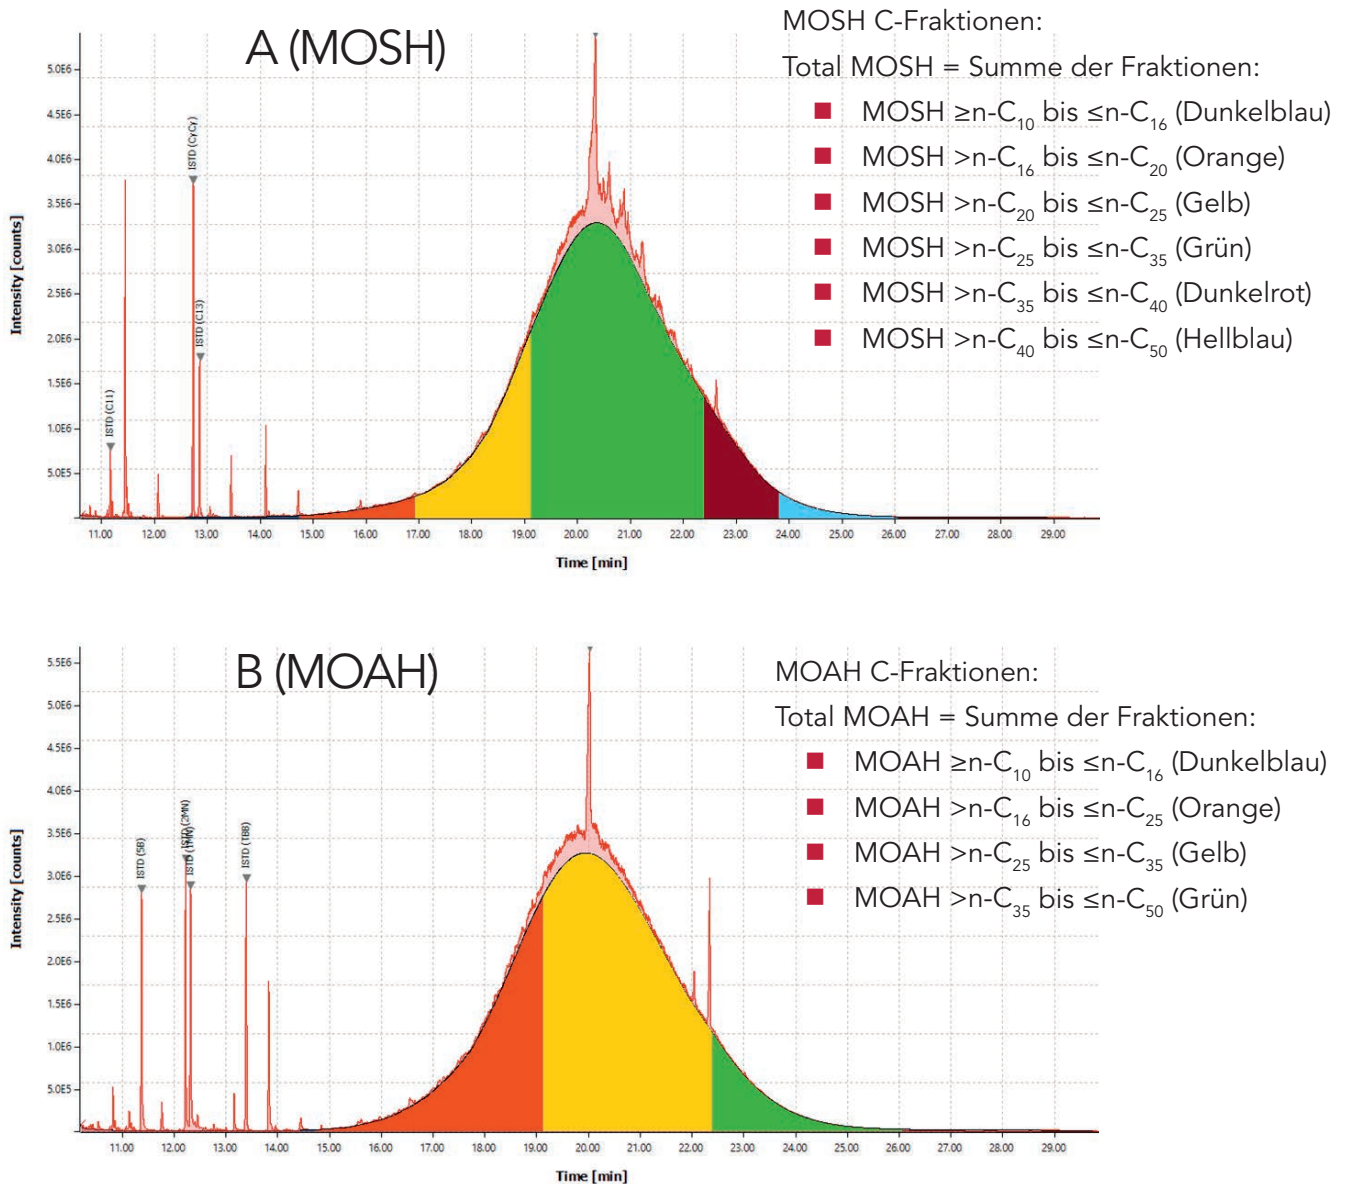 A (MOSH)
MOSH C-Fraktionen:
Total MOSH = Summe der Fraktionen:
MOSH ≥n-C10 bis ≤n-C16 (Dunkelblau)
MOSH >n-C16 bis ≤n-C20 (Orange)
MOSH >n-C20 bis ≤n-C25 (Gelb)
MOSH >n-C25 bis ≤n-C35 (Grün)
MOSH >n-C35 bis ≤n-C40 (Dunkelrot)
MOSH >n-C40 bis ≤n-C50 (Hellblau)
Intensity [counts]
5.0E6
4.5E6
4.0E6
3.5E6
3.0E6
2.5E6
2.0E6
1.5E6
1.0E6
5.0E5
ISTD (C11)
ISTD (CyCy)
ISTD (C13)
11.00 12.00 13.00 14.00 15.00 16.00 17.00 18.00 19.00 20.00 21.00 22.00 23.00 24.00 25.00 26.00 27.00 28.00 29.00
Time [min]
B (MOAH)
MOAH C-Fraktionen:
Total MOAH = Summe der Fraktionen:
MOAH ≥n-C10 bis ≤n-C16 (Dunkelblau)
MOAH >n-C16 bis ≤n-C25 (Orange)
MOAH >n-C25 bis ≤n-C35 (Gelb)
MOAH >n-C35 bis ≤n-C50 (Grün)
Intensity [counts]
5.5E6
5.0E6
4.5E6
4.0E6
3.5E6
3.0E6
2.5E6
2.0E6
1.5E6
1.0E6
5.0E5
ISTD (5B)
ISTD (2MN)
ISTD (1MN)
ISTD (TBB)
11.00 12.00 13.00 14.00 15.00 16.00 17.00 18.00 19.00 20.00 21.00 22.00 23.00 24.00 25.00 26.00 27.00 28.00 29.00
Time [min]